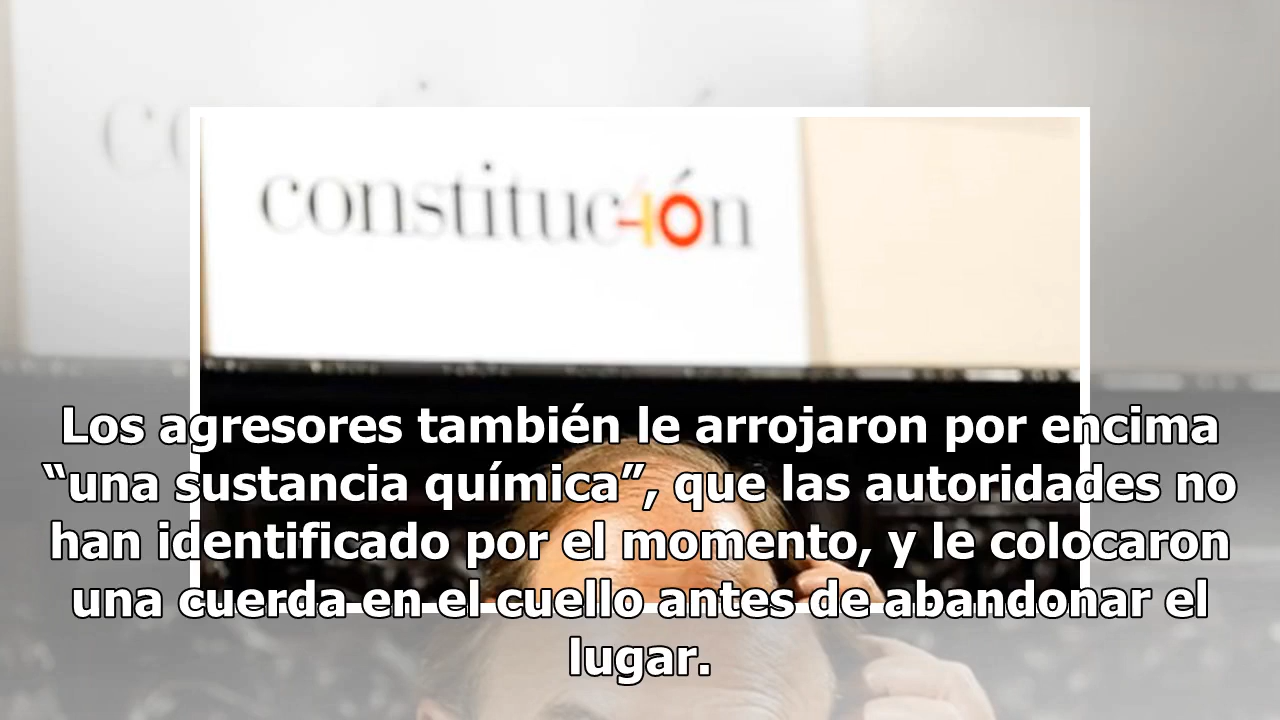 constituc40n
Los agresores también le arrojaron por encima
“una sustancia química”, que las autoridades no
han identificado por el momento, y le colocaron
una cuerda en el cuello antes de abandonar el
lugar.